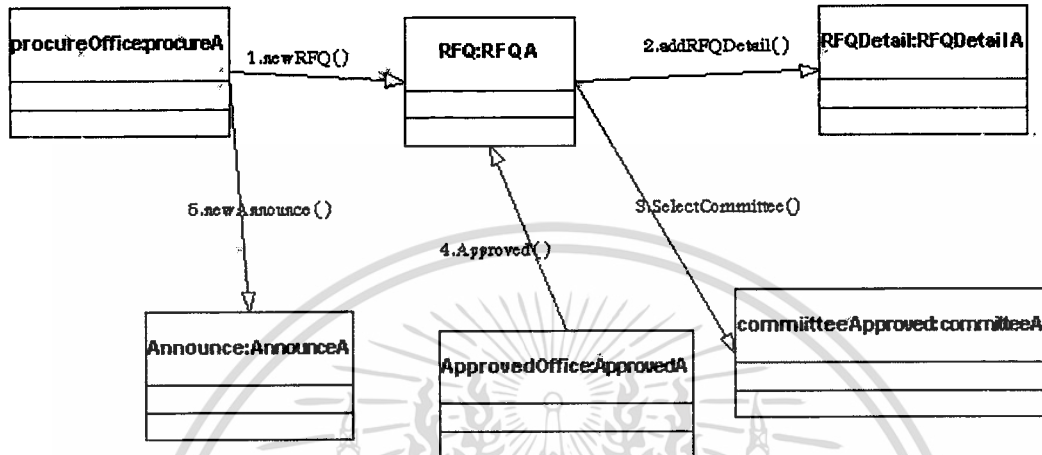 procureOffice:procureA
RFQ:RFQA
RFQDetail:RFQDetailA
1.newRFQ()
2.addRFQDetail()
5.newAnnounce()
3.SelectCommittee()
4.Approved()
Announce:AnnounceA
ApprovedOffice:ApprovedA
commiitteeApproved:committeeA